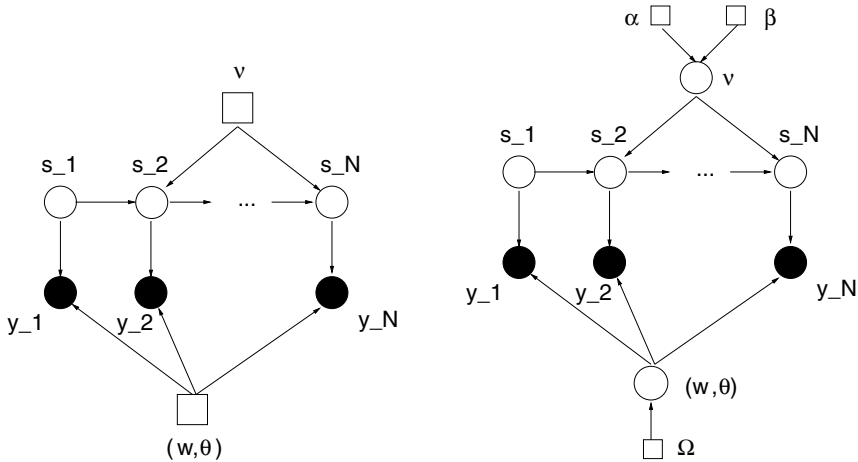 ν
s_1 s_2 s_N
...
y_1 y_2 y_N
(w,θ)
α β
ν
s_1 s_2 s_N
...
y_1 y_2 y_N
(w,θ)
Ω